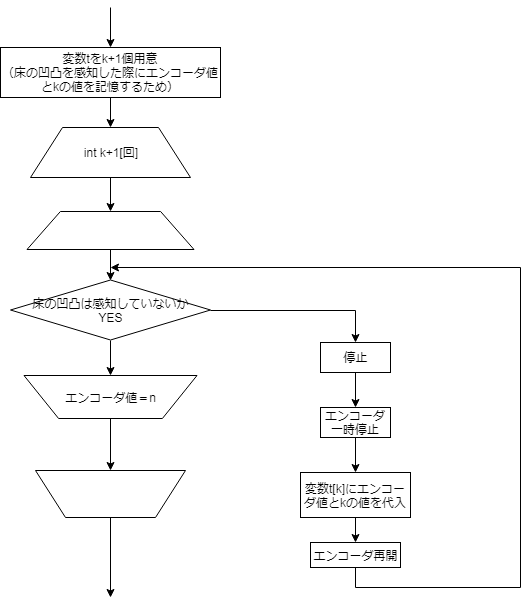 変数tをk+1個用意
（床の凹凸を感知した際にエンコーダ値
とkの値を記憶するため）
int k+1[回]
床の凹凸は感知していないか
YES
停止
エンコーダ値＝n
エンコーダ
一時停止
変数t[k]にエンコー
ダ値とkの値を代入
エンコーダ再開